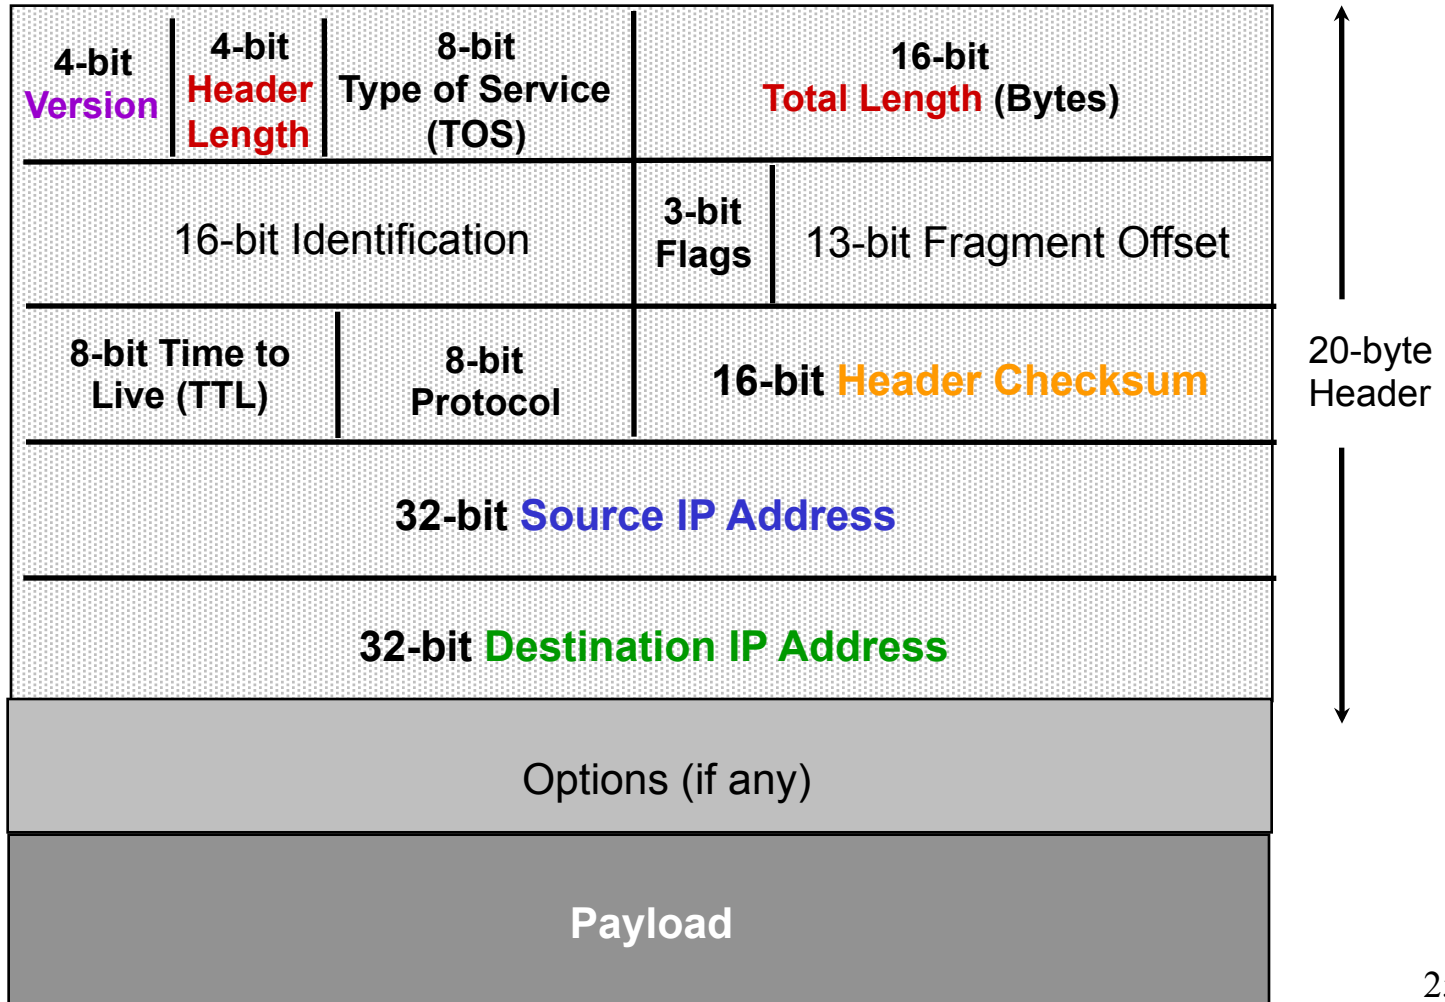 4-bit
Version
4-bit
Header
Length
8-bit
Type of Service
(TOS)
16-bit
Total Length (Bytes)
16-bit Identification
3-bit
Flags
13-bit Fragment Offset
8-bit Time to
Live (TTL)
8-bit
Protocol
16-bit Header Checksum
20-byte
Header
32-bit Source IP Address
32-bit Destination IP Address
Options (if any)
Payload